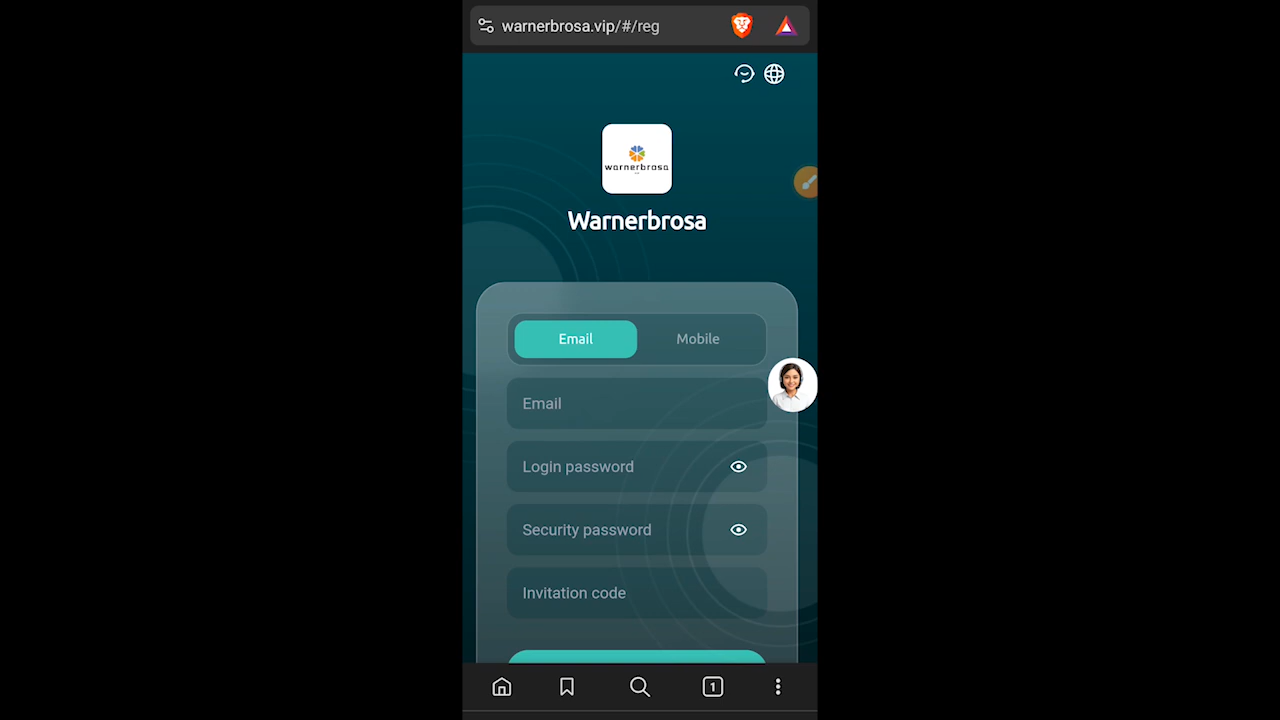 warnerbrosa.vip/#/reg
warnerbrosa
Warnerbrosa
Email
Mobile
Email
Login password
Security password
Invitation code
1